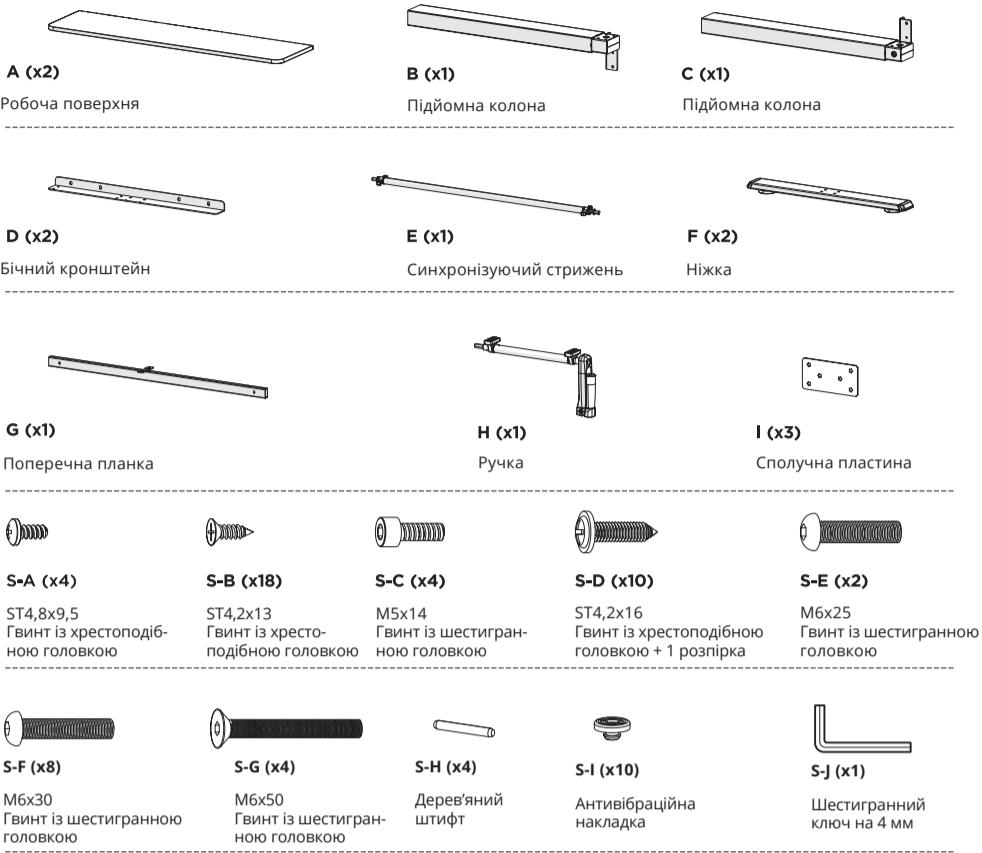 A (x2)
Робоча поверхня
B (x1)
Підйомна колона
C (x1)
Підйомна колона
D (x2)
Бічний кронштейн
E (x1)
Синхронізуючий стрижень
F (x2)
Ніжка
G (x1)
Поперечна планка
H (x1)
Ручка
I (x3)
Сполучна пластина
S-A (x4)
ST4,8x9,5
Гвинт із хрестоподіб-
ною головкою
S-B (x18)
ST4,2x13
Гвинт із хресто-
подібною головкою
S-C (x4)
M5x14
Гвинт із шестигран-
ною головкою
S-D (x10)
ST4,2x16
Гвинт із хрестоподібною
головкою + 1 розпірка
S-E (x2)
M6x25
Гвинт із шестигранною
головкою
S-F (x8)
M6x30
Гвинт із шестигранною
головкою
S-G (x4)
M6x50
Гвинт із шестигран-
ною головкою
S-H (x4)
Дерев’яний
штифт
S-I (x10)
Антивібраційна
накладка
S-J (x1)
Шестигранний
ключ на 4 мм